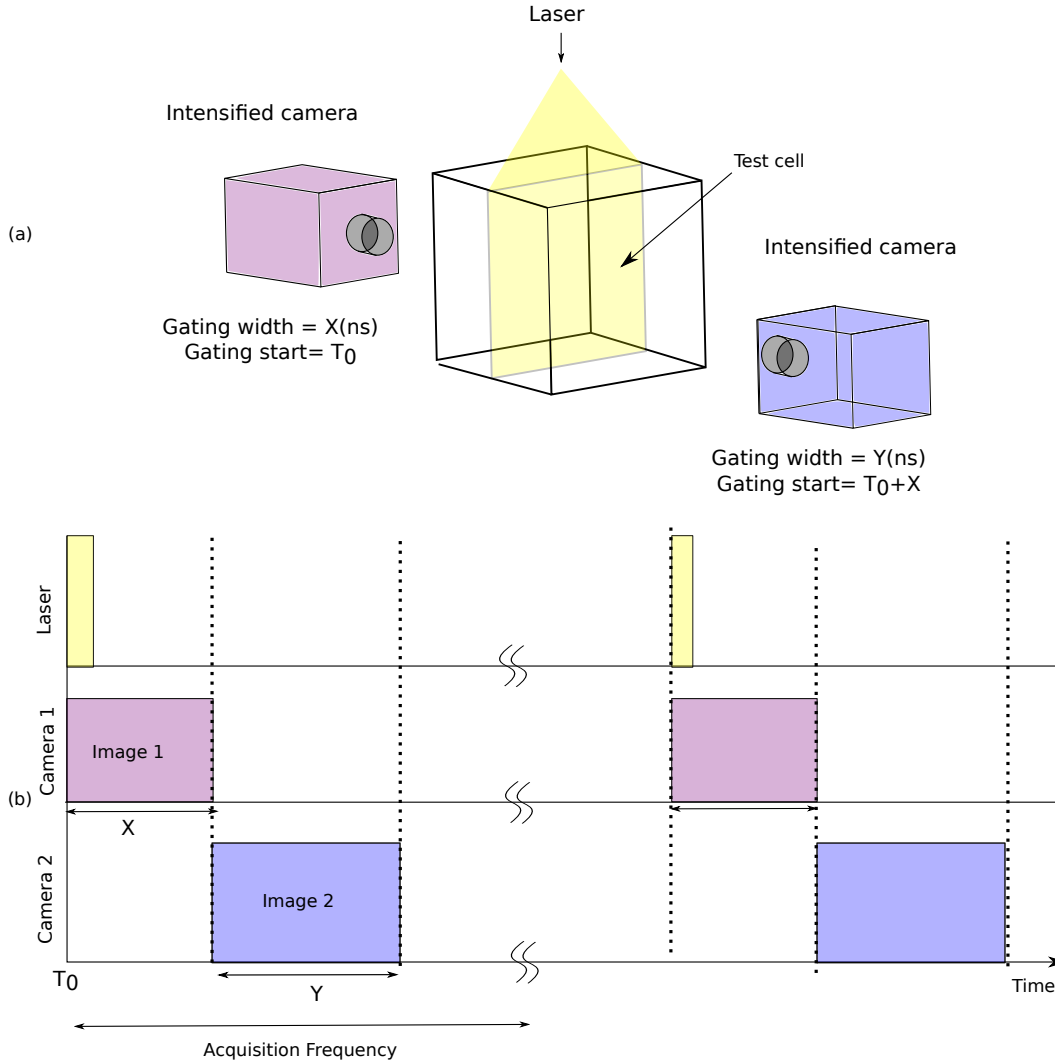 Laser
Intensified camera
Test cell
(a)
Intensified camera
Gating width = X(ns)
Gating start= T0
Gating width = Y(ns)
Gating start= T0+X
Laser
Camera 1
Image 1
(b)
X
Camera 2
Image 2
T0
Y
Time
Acquisition Frequency